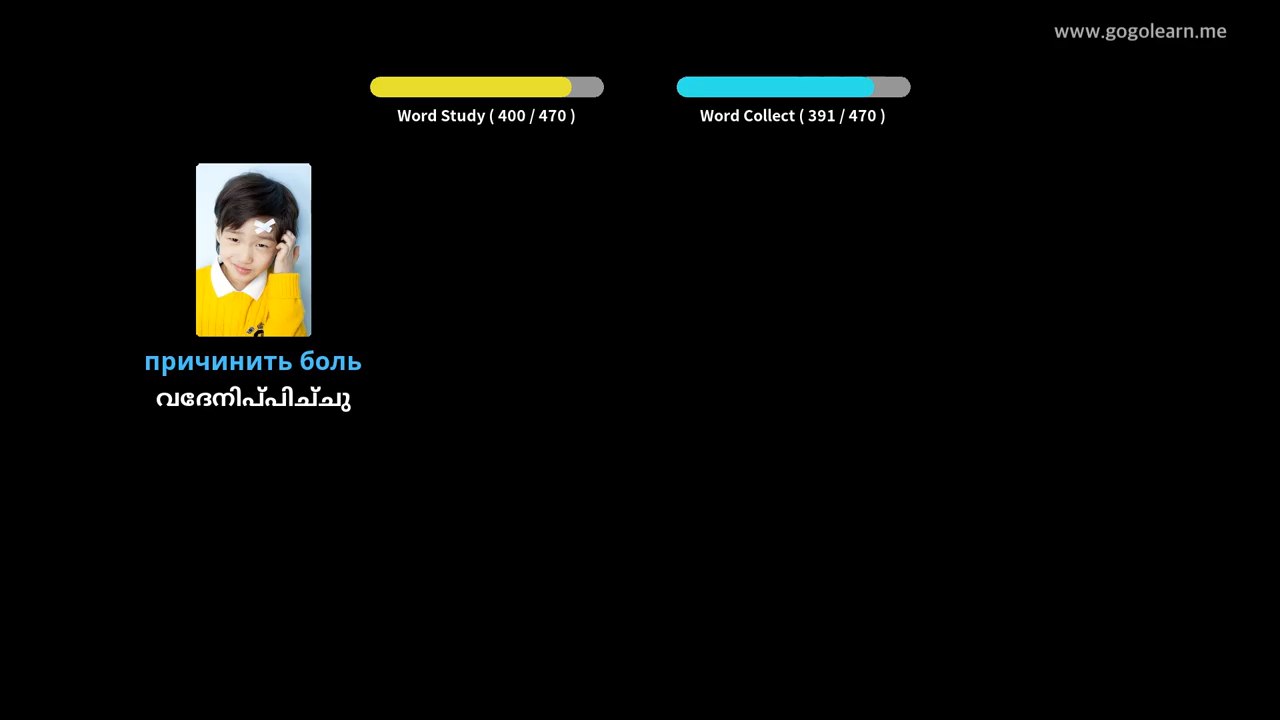 www.gogolearn.me
Word Study ( 400 / 470 )
Word Collect ( 391 / 470 )
причинить боль
വദേനിപ്പിച്ചു